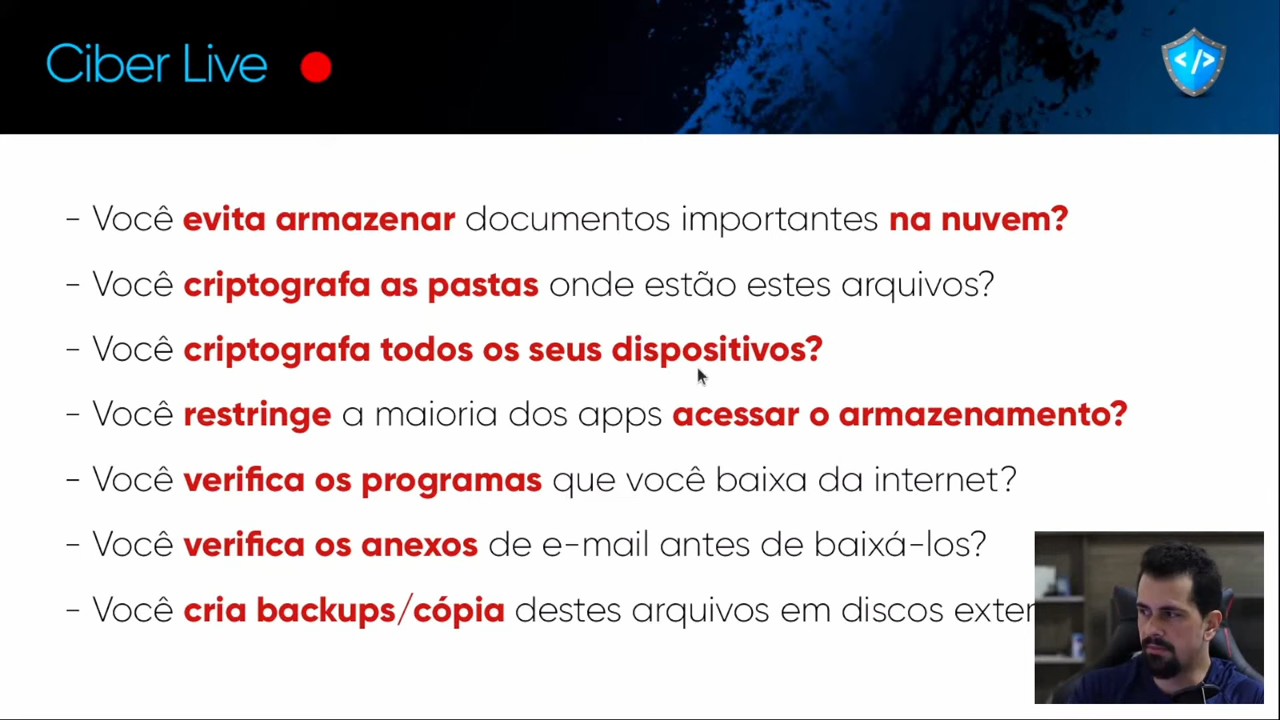 Ciber Live
</>
- Você evita armazenar documentos importantes na nuvem?
- Você criptografa as pastas onde estão estes arquivos?
- Você criptografa todos os seus dispositivos?
- Você restringe a maioria dos apps acessar o armazenamento?
- Você verifica os programas que você baixa da internet?
- Você verifica os anexos de e-mail antes de baixá-los?
- Você cria backups/cópia destes arquivos em discos